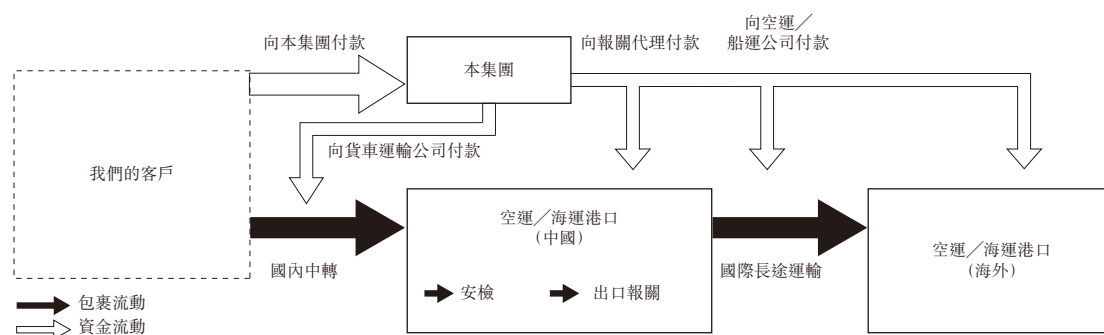 向空運／
船運公司付款
向本集團付款
向報關代理付款
本集團
向貨車運輸公司付款
我們的客戶
空運／海運港口
(中國)
空運／海運港口
(海外)
國內中轉
國際長途運輸
安檢
出口報關
包裹流動
資金流動